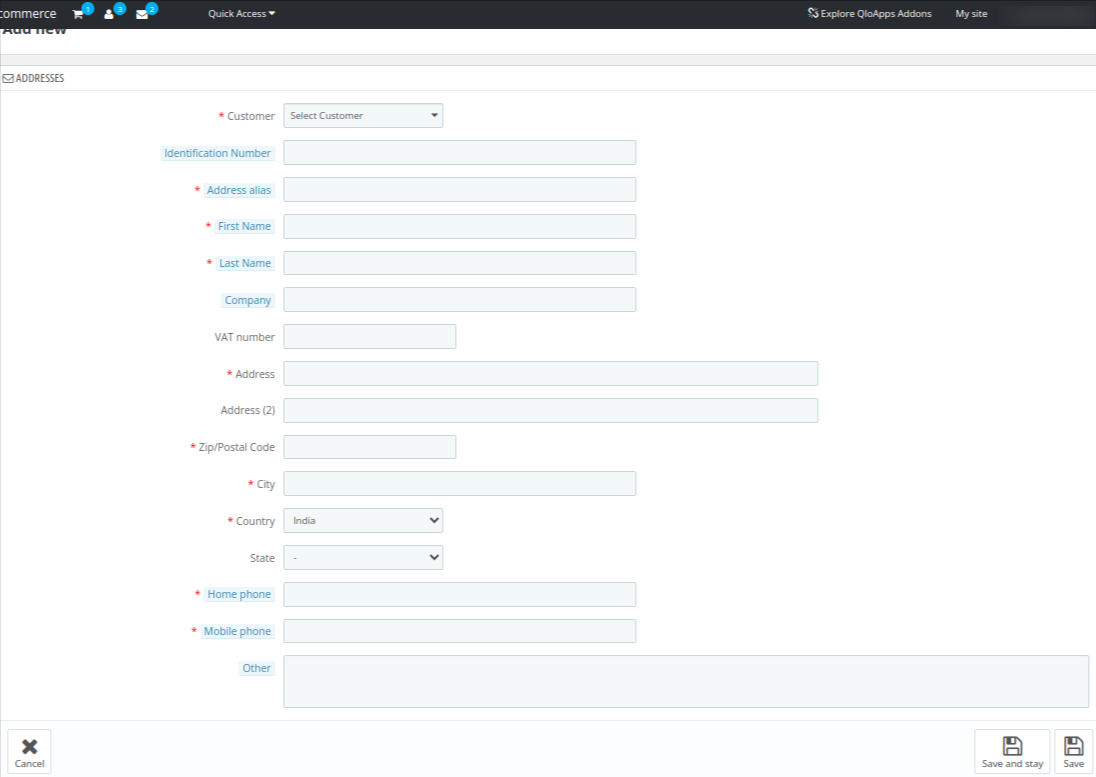 commerce 1 3 2 Quick Access Explore QloApps Addons My site
Add new
ADDRESSES
* Customer Select Customer
Identification Number
* Address alias
* First Name
* Last Name
Company
VAT number
* Address
Address (2)
* Zip/Postal Code
* City
* Country India
State -
* Home phone
* Mobile phone
Other
Cancel Save and stay Save